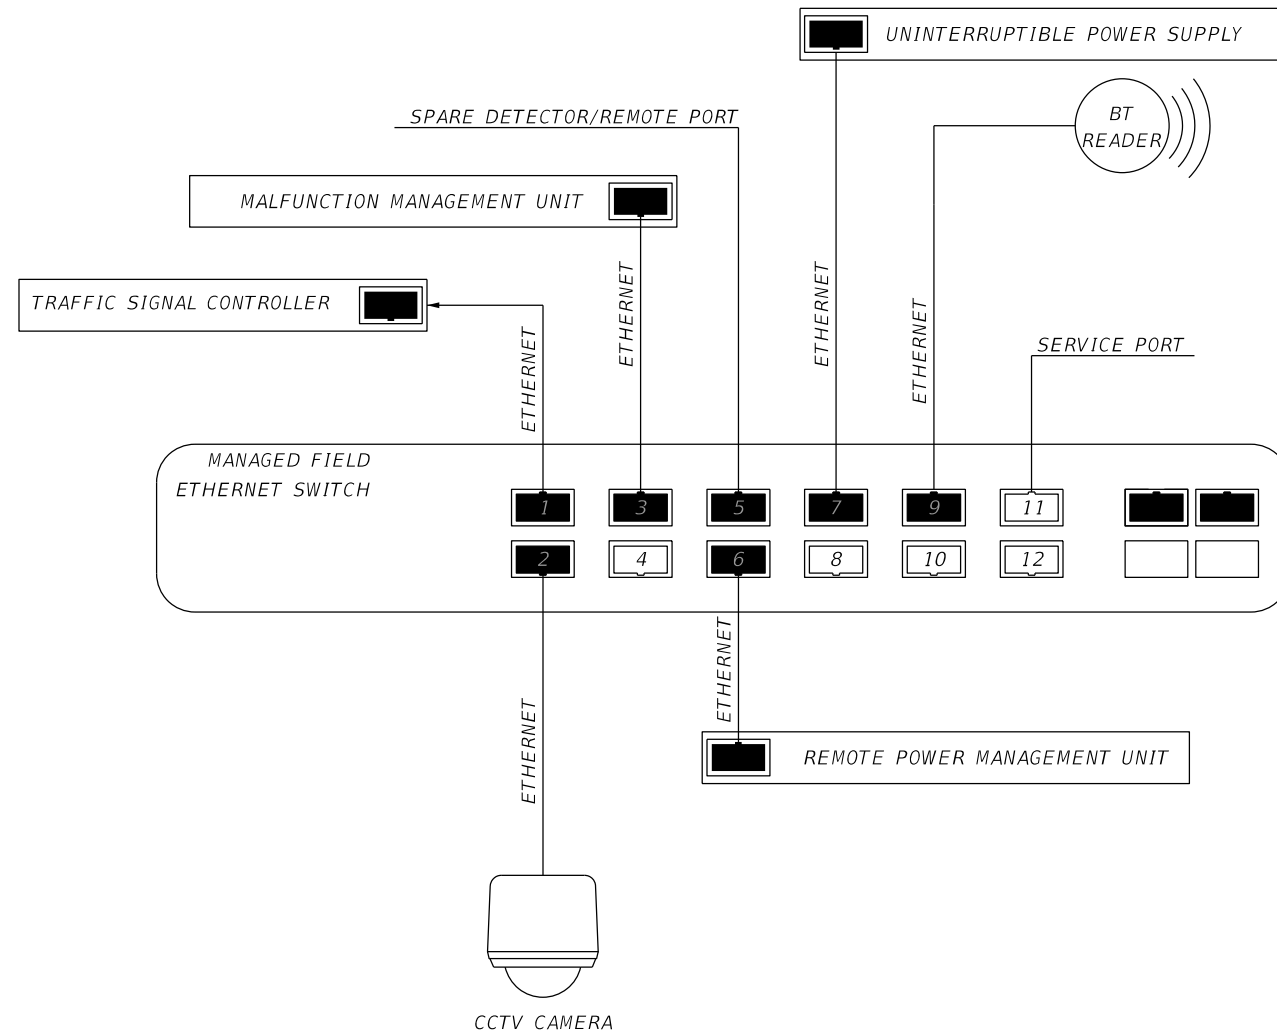 UNINTERRUPTIBLE POWER SUPPLY
BT
READER
SPARE DETECTOR/REMOTE PORT
MALFUNCTION MANAGEMENT UNIT
TRAFFIC SIGNAL CONTROLLER
ETHERNET
ETHERNET
ETHERNET
ETHERNET
SERVICE PORT
MANAGED FIELD
ETHERNET SWITCH
1 3 5 7 9 11
2 4 6 8 10 12
ETHERNET
ETHERNET
REMOTE POWER MANAGEMENT UNIT
CCTV CAMERA